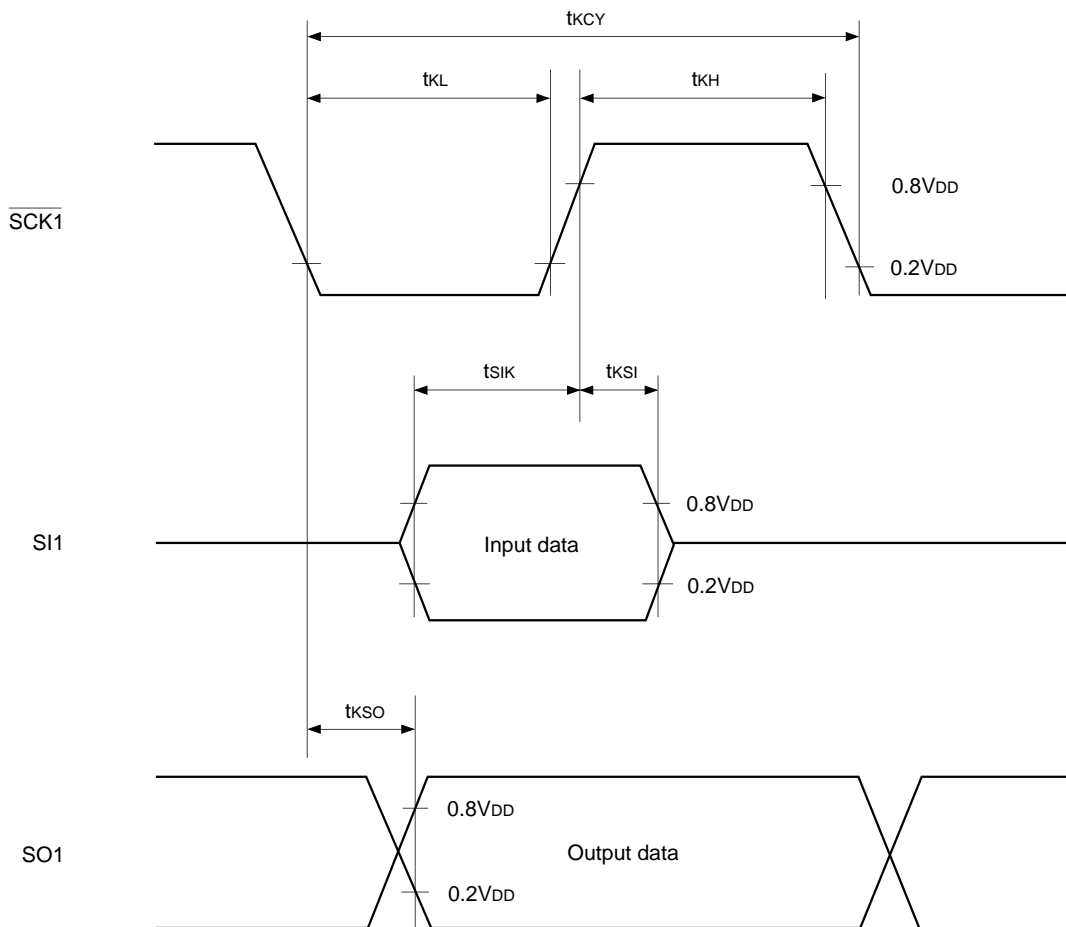 tKCY
tKL
tKH
SCK1
0.8VDD
0.2VDD
tSIK
tKSI
SI1
0.8VDD
Input data
0.2VDD
tKSO
0.8VDD
SO1
Output data
0.2VDD